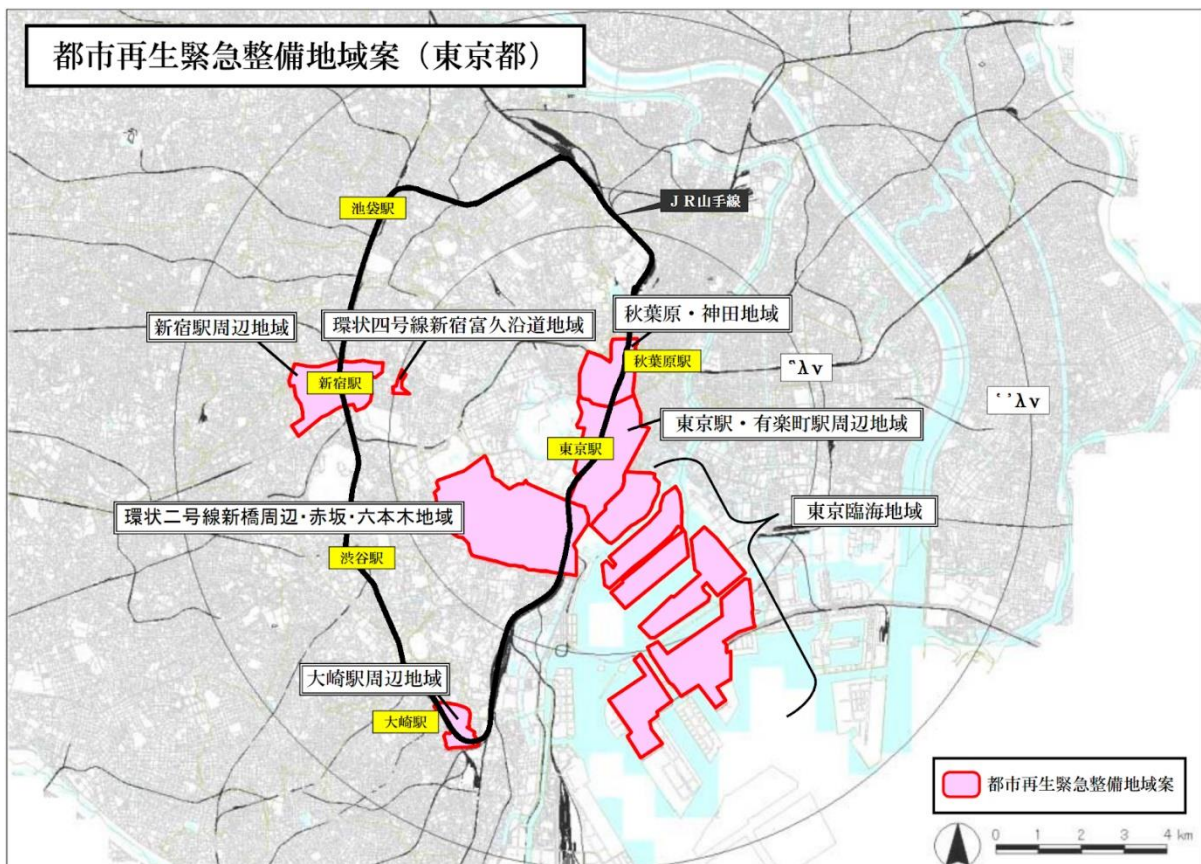 都市再生緊急整備地域案（東京都）
ＪＲ山手線
池袋駅
秋葉原・神田地域
新宿駅周辺地域
環状四号線新宿富久沿道地域
秋葉原駅
新宿駅
東京駅・有楽町駅周辺地域
東京駅
環状二号線新橋周辺・赤坂・六本木地域
東京臨海地域
渋谷駅
大崎駅周辺地域
大崎駅
都市再生緊急整備地域案
0 1 2 3 4 km